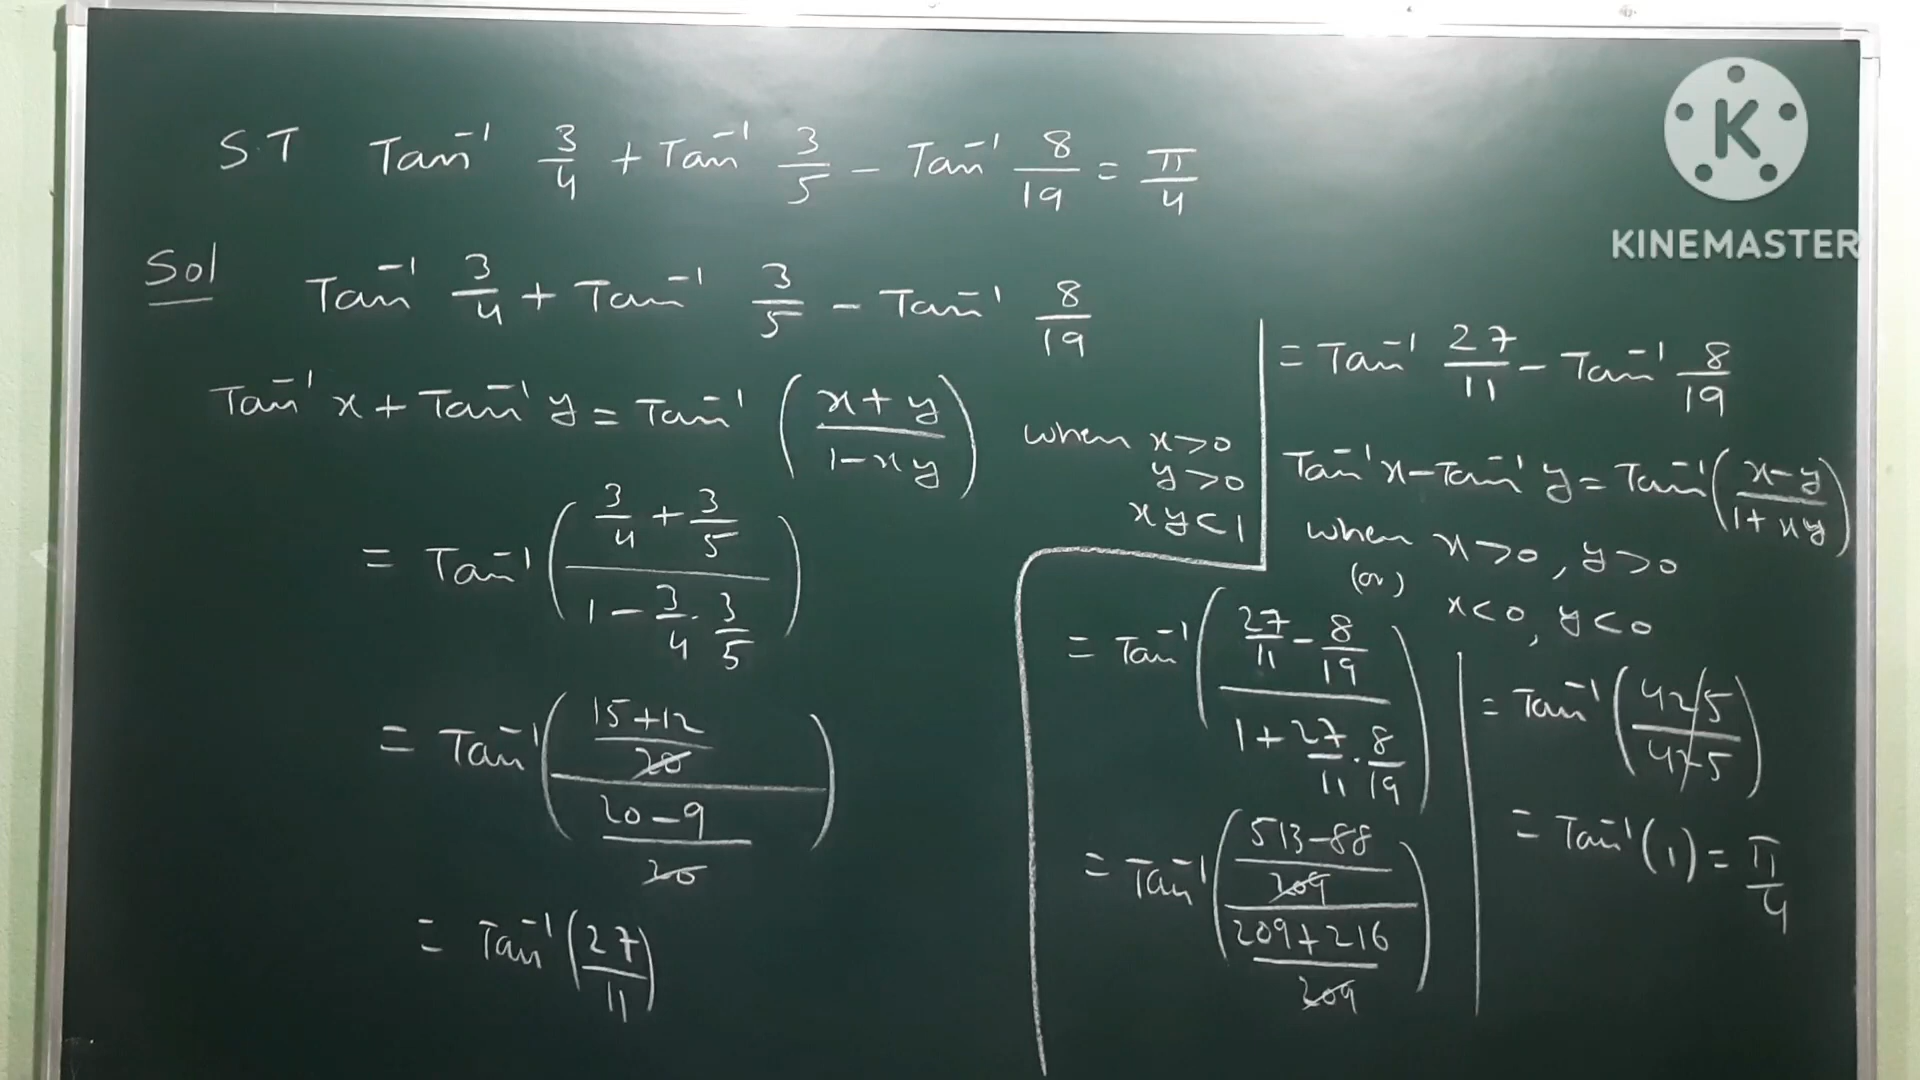 S.T Tan⁻¹ 3/4 + Tan⁻¹ 3/5 - Tan⁻¹ 8/19 = π/4
Sol Tan⁻¹ 3/4 + Tan⁻¹ 3/5 - Tan⁻¹ 8/19
Tan⁻¹ x + Tan⁻¹ y = Tan⁻¹ ((x+y)/(1-xy)) when x>0
y>0
xy<1
= Tan⁻¹ ((3/4 + 3/5)/(1 - 3/4 · 3/5))
= Tan⁻¹ (((15+12)/20)/((20-9)/20))
= Tan⁻¹ (27/11)
= Tan⁻¹ 27/11 - Tan⁻¹ 8/19
Tan⁻¹ x - Tan⁻¹ y = Tan⁻¹ ((x-y)/(1+xy))
when x>0, y>0
(or)
x<0, y<0
= Tan⁻¹ ((27/11 - 8/19)/(1 + 27/11 · 8/19))
= Tan⁻¹ (((513-88)/209)/((209+216)/209))
= Tan⁻¹ (425/425)
= Tan⁻¹ (1) = π/4
K
KINEMASTER